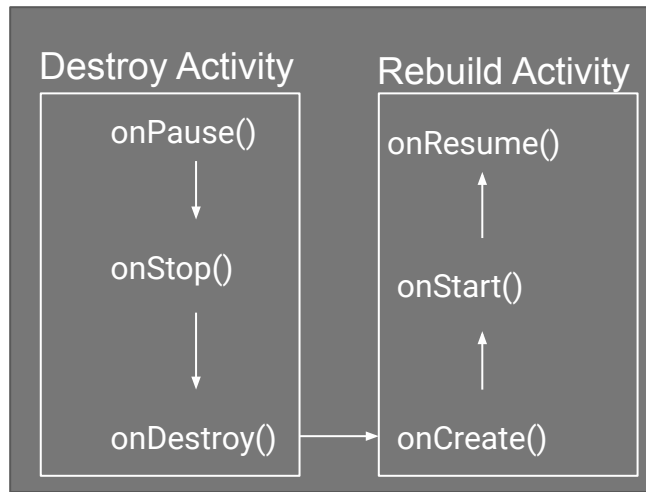 Destroy Activity
onPause()
onStop()
onDestroy()
Rebuild Activity
onResume()
onStart()
onCreate()